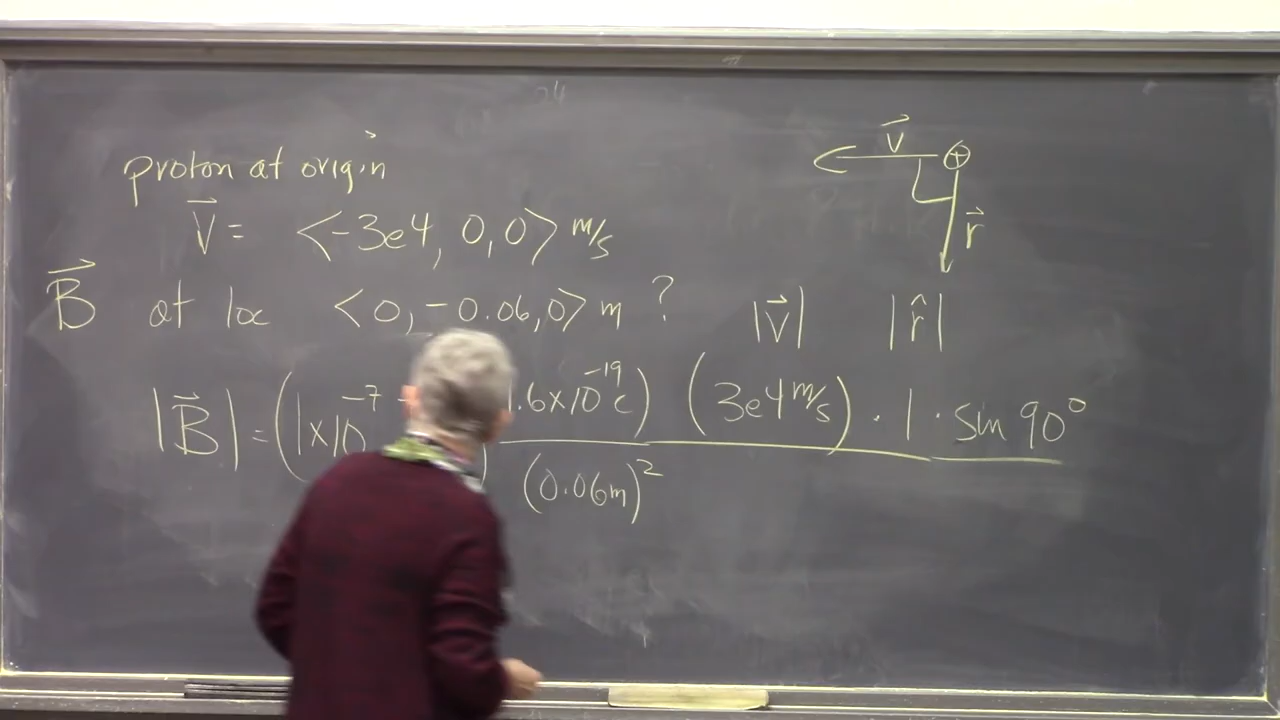 proton at origin
V⃗ = <-3e4, 0, 0> m/s
B⃗ at loc <0, -0.06, 0> m ?
|B⃗| = (1x10⁻⁷ 1.6x10⁻¹⁹ C) (3e4 m/s) · 1 · sin 90°
(0.06m)²
v⃗
+
r⃗
|v⃗| |r̂|